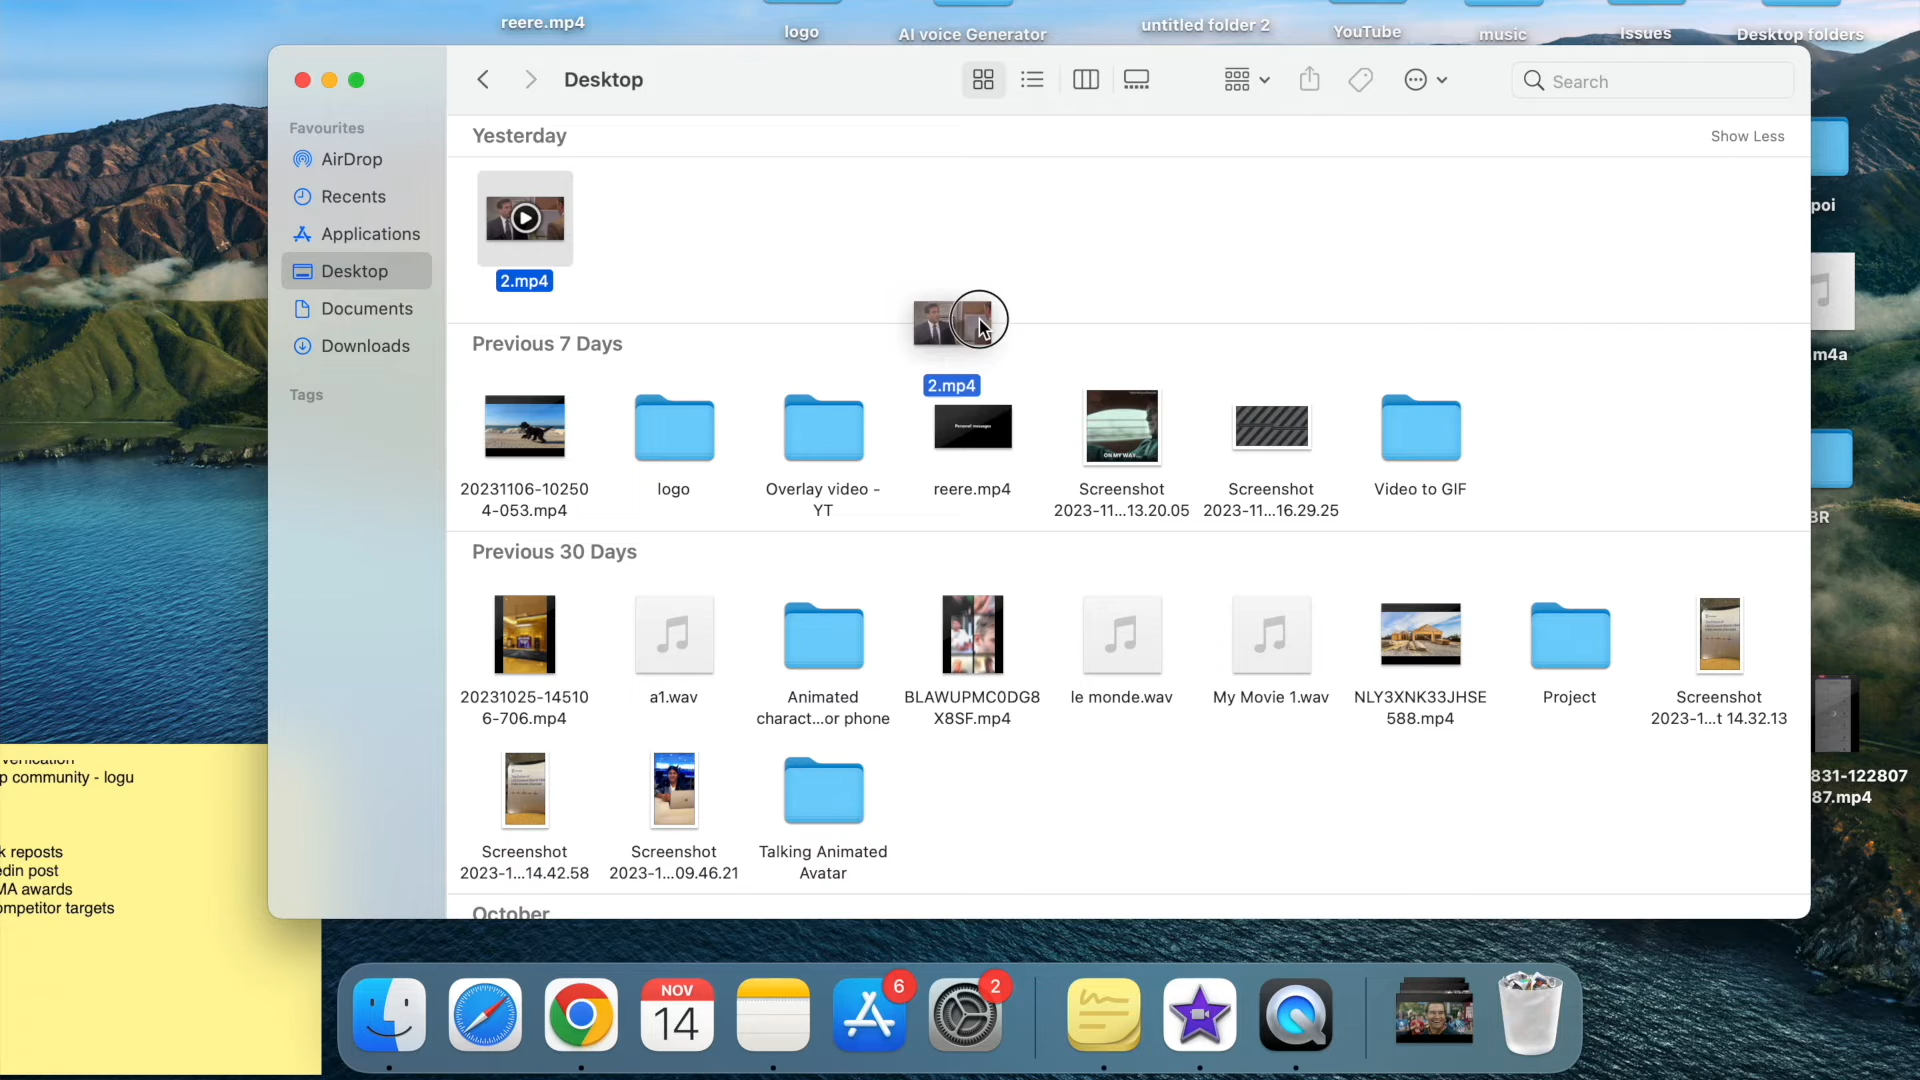 reere.mp4
logo
AI voice Generator
untitled folder 2
YouTube
music
Issues
Desktop folders
Desktop
Search
Favourites
AirDrop
Recents
Applications
Desktop
Documents
Downloads
Tags
Yesterday
Show Less
2.mp4
2.mp4
Previous 7 Days
Personal messages
ON MY WAY...
20231106-10250
4-053.mp4
logo
Overlay video -
YT
reere.mp4
Screenshot
2023-11...13.20.05
Screenshot
2023-11...16.29.25
Video to GIF
Previous 30 Days
20231025-14510
6-706.mp4
a1.wav
Animated
charact...or phone
BLAWUPMC0DG8
X8SF.mp4
le monde.wav
My Movie 1.wav
NLY3XNK33JHSE
588.mp4
Project
Screenshot
2023-1...t 14.32.13
Screenshot
2023-1...14.42.58
Screenshot
2023-1...09.46.21
Talking Animated
Avatar
October
poi
m4a
BR
831-122807
87.mp4
p community - logu
k reposts
edin post
MA awards
ompetitor targets
NOV
14
6
2